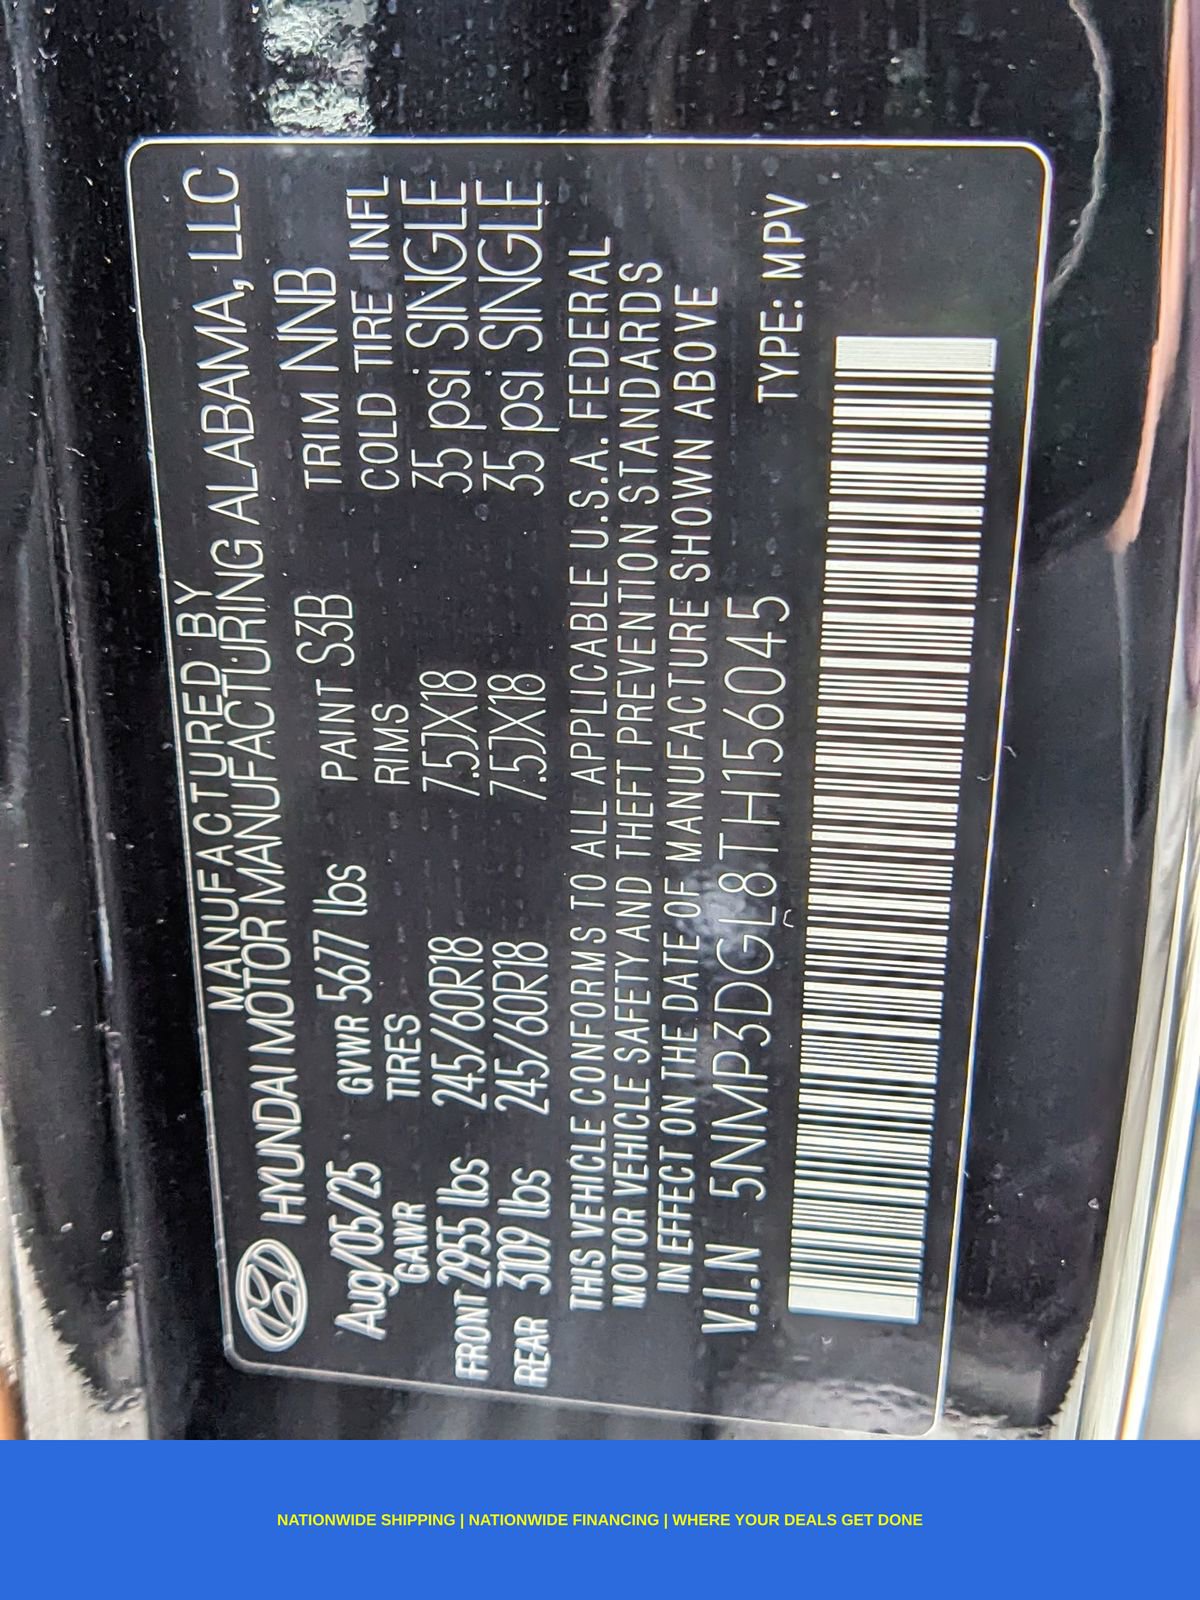 MANUFACTURED BY
HYUNDAI MOTOR MANUFACTURING ALABAMA, LLC
Aug/05/25 GVWR 5677 lbs PAINT S3B TRIM NNB
GAWR TIRES RIMS COLD TIRE INFL
FRONT 2955 lbs 245/60R18 7.5JX18 35 psi SINGLE
REAR 3109 lbs 245/60R18 7.5JX18 35 psi SINGLE
THIS VEHICLE CONFORMS TO ALL APPLICABLE U.S.A. FEDERAL
MOTOR VEHICLE SAFETY AND THEFT PREVENTION STANDARDS
IN EFFECT ON THE DATE OF MANUFACTURE SHOWN ABOVE
V.I.N 5NMP3DGL8TH156045 TYPE: MPV
NATIONWIDE SHIPPING | NATIONWIDE FINANCING | WHERE YOUR DEALS GET DONE